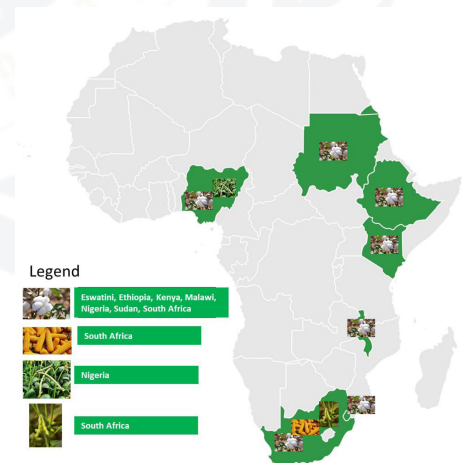 Legend
Eswatini, Ethiopia, Kenya, Malawi,
Nigeria, Sudan, South Africa
South Africa
Nigeria
South Africa